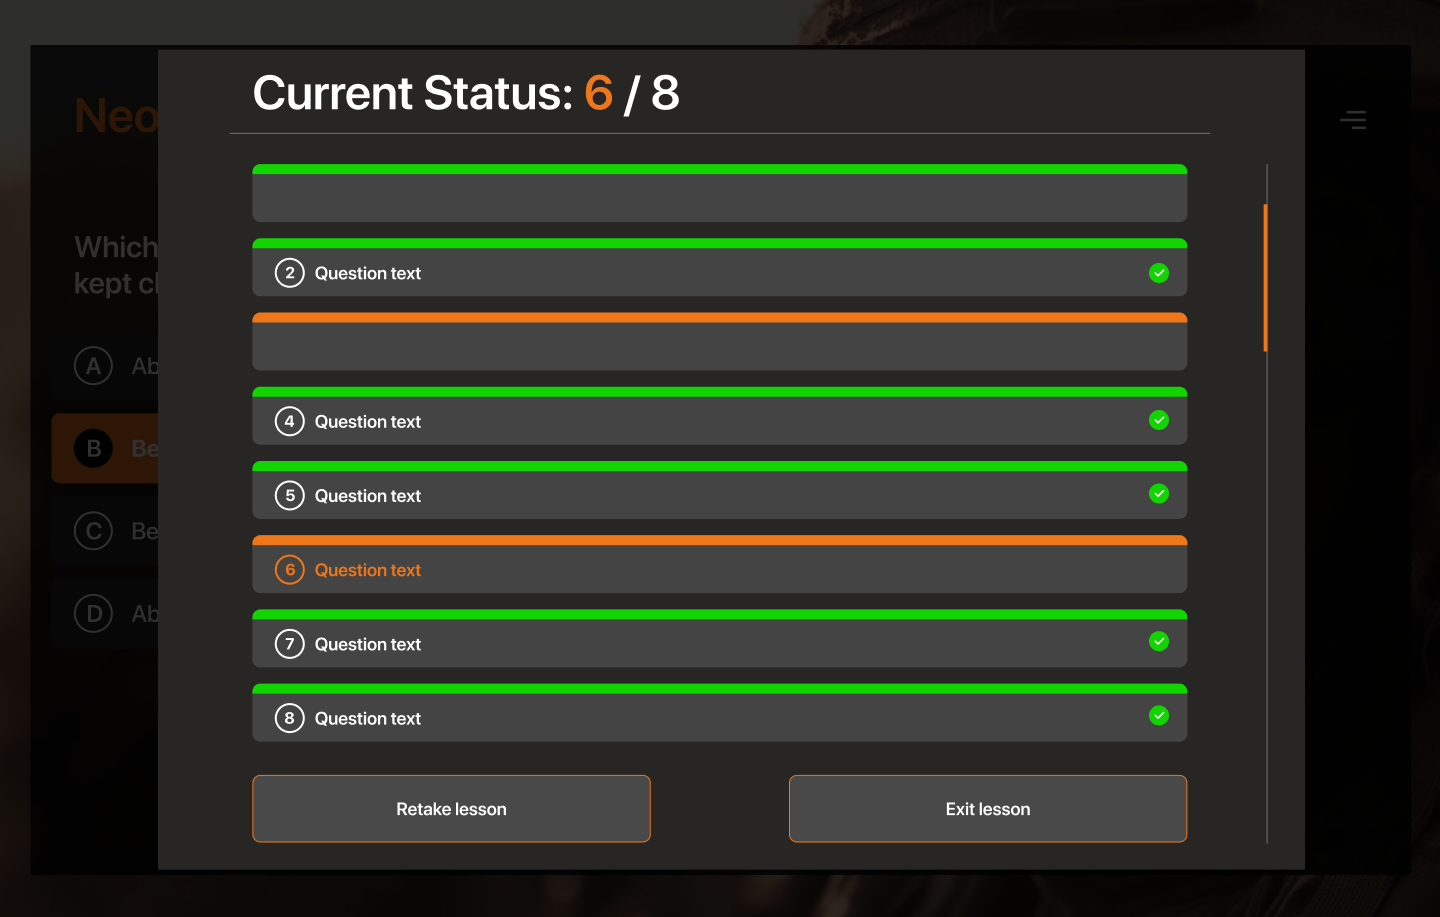 Current Status: 6 / 8
Neo
Which
kept cl
A Ab
B Be
C Be
D Ab
2 Question text
4 Question text
5 Question text
6 Question text
7 Question text
8 Question text
Retake lesson
Exit lesson